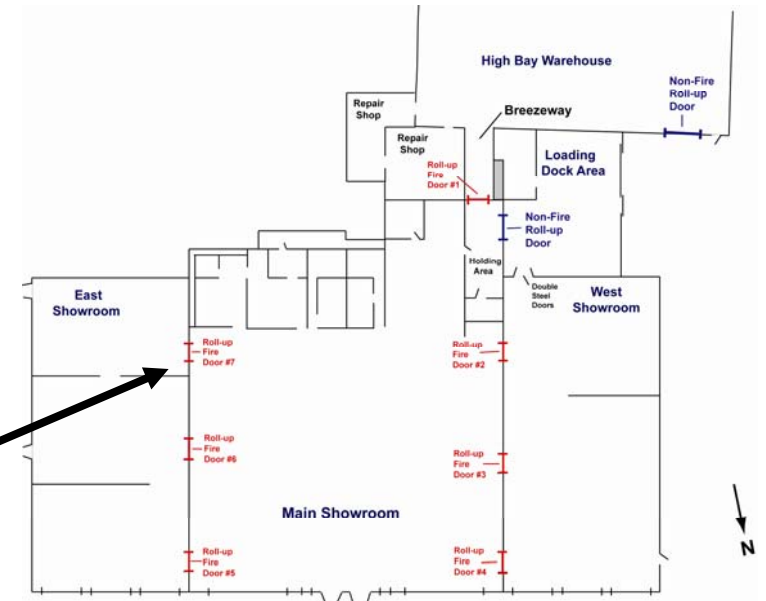 High Bay Warehouse
Non-Fire
Roll-up
Door
Repair
Shop
Breezeway
Repair
Shop
Loading
Dock Area
Roll-up
Fire
Door #1
Non-Fire
Roll-up
Door
Holding
Area
Double
Steel
Doors
East
Showroom
West
Showroom
Roll-up
Fire
Door #7
Roll-up
Fire
Door #2
Roll-up
Fire
Door #6
Roll-up
Fire
Door #3
Main Showroom
Roll-up
Fire
Door #5
Roll-up
Fire
Door #4
N